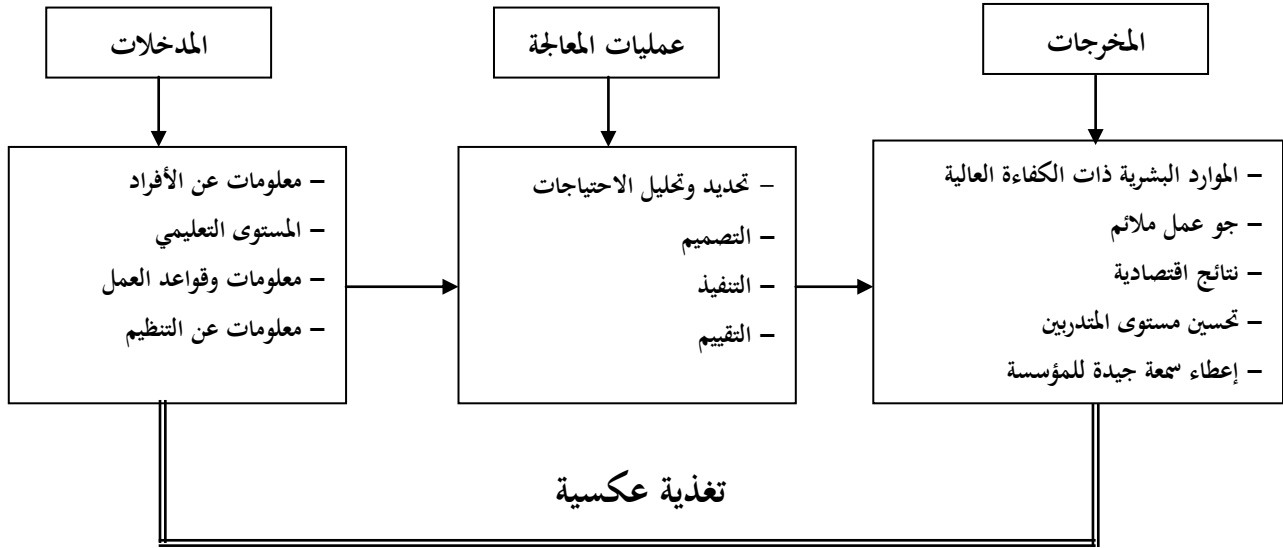 المدخلات
عمليات المعالجة
المخرجات
– معلومات عن الأفراد
– المستوى التعليمي
– معلومات وقواعد العمل
– معلومات عن التنظيم
- تحديد وتحليل الاحتياجات
– التصميم
– التنفيذ
– التقييم
– الموارد البشرية ذات الكفاءة العالية
– جو عمل ملائم
– نتائج اقتصادية
– تحسين مستوى المتدربين
– إعطاء سمعة جيدة للمؤسسة
تغذية عكسية